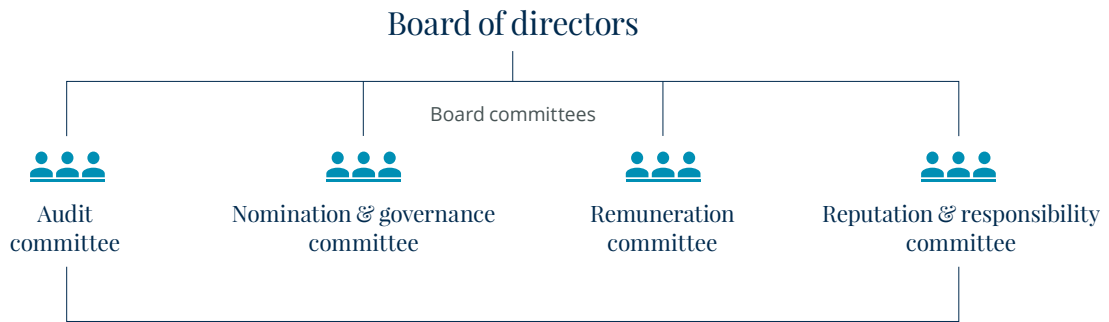 Board of directors
Board committees
Audit
committee
Nomination & governance
committee
Remuneration
committee
Reputation & responsibility
committee